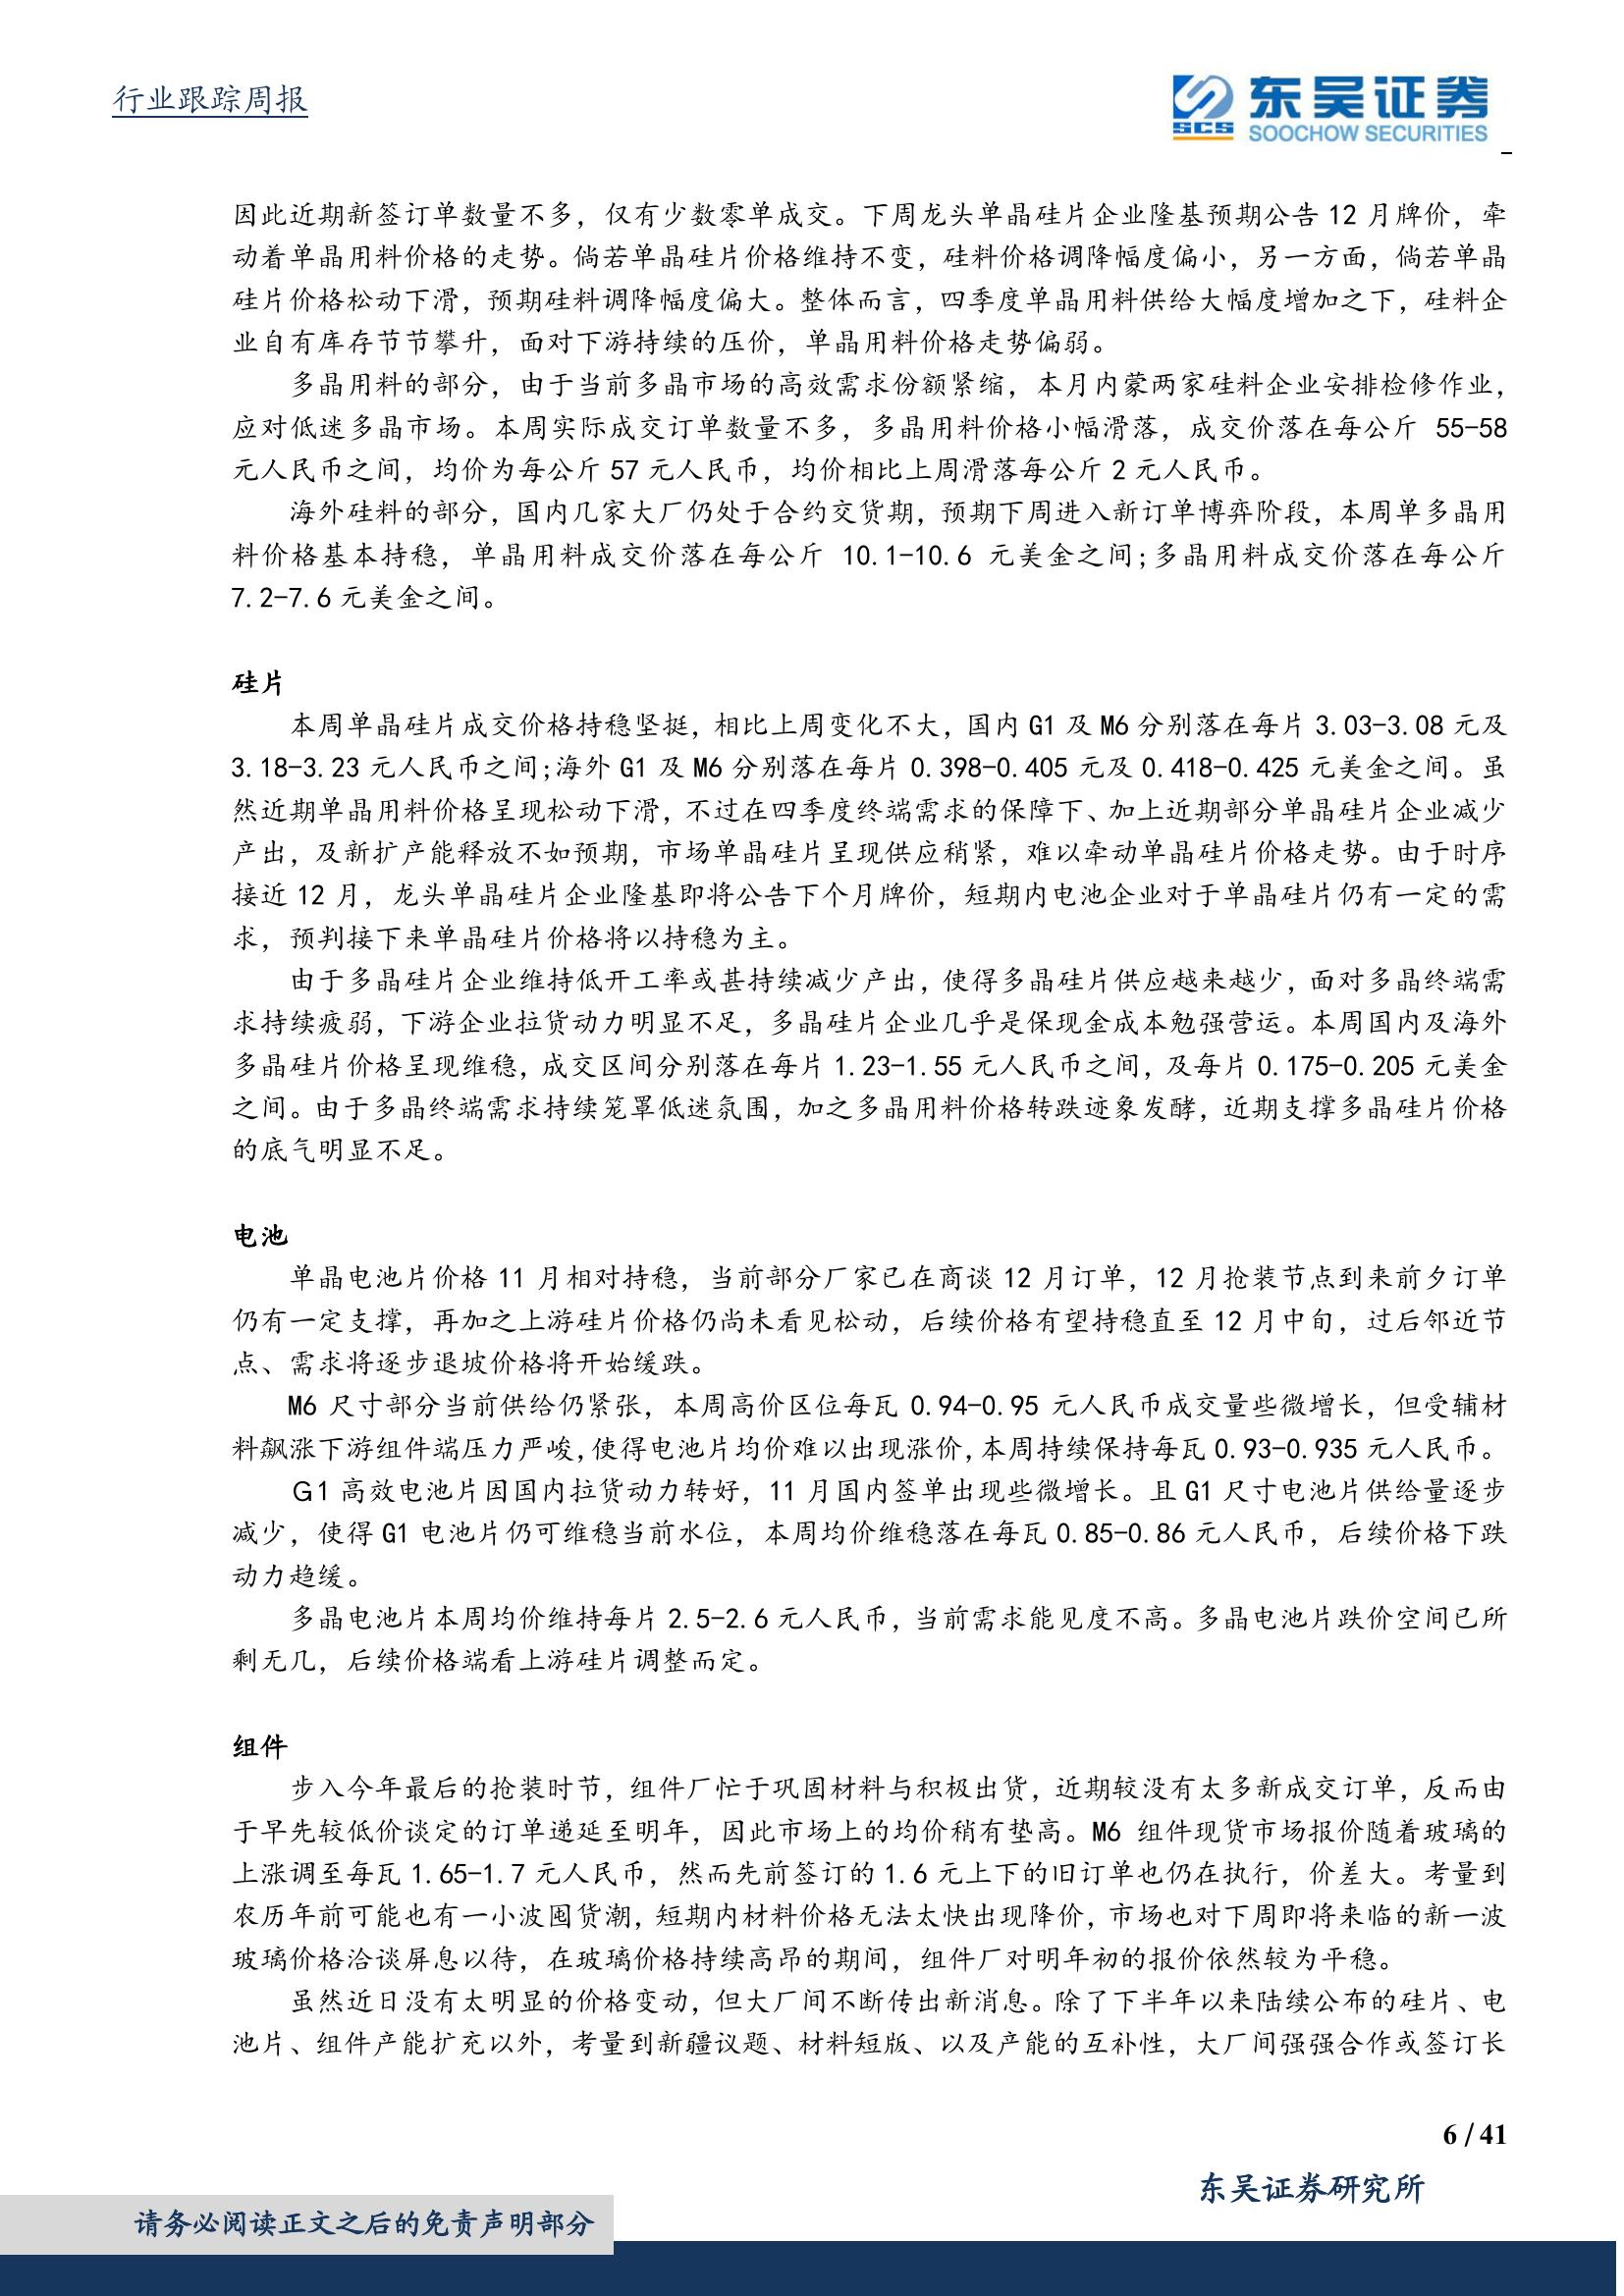 行业跟踪周报
SCS
东吴证券
SOOCHOW SECURITIES
因此近期新签订单数量不多，仅有少数零单成交。下周龙头单晶硅片企业隆基预期公告 12 月牌价，牵
动着单晶用料价格的走势。倘若单晶硅片价格维持不变，硅料价格调降幅度偏小，另一方面，倘若单晶
硅片价格松动下滑，预期硅料调降幅度偏大。整体而言，四季度单晶用料供给大幅度增加之下，硅料企
业自有库存节节攀升，面对下游持续的压价，单晶用料价格走势偏弱。
多晶用料的部分，由于当前多晶市场的高效需求份额紧缩，本月内蒙两家硅料企业安排检修作业，
应对低迷多晶市场。本周实际成交订单数量不多，多晶用料价格小幅滑落，成交价落在每公斤 55-58
元人民币之间，均价为每公斤 57 元人民币，均价相比上周滑落每公斤 2 元人民币。
海外硅料的部分，国内几家大厂仍处于合约交货期，预期下周进入新订单博弈阶段，本周单多晶用
料价格基本持稳，单晶用料成交价落在每公斤 10.1-10.6 元美金之间;多晶用料成交价落在每公斤
7.2-7.6 元美金之间。
硅片
本周单晶硅片成交价格持稳坚挺，相比上周变化不大，国内 G1 及 M6 分别落在每片 3.03-3.08 元及
3.18-3.23 元人民币之间;海外 G1 及 M6 分别落在每片 0.398-0.405 元及 0.418-0.425 元美金之间。虽
然近期单晶用料价格呈现松动下滑，不过在四季度终端需求的保障下、加上近期部分单晶硅片企业减少
产出，及新扩产能释放不如预期，市场单晶硅片呈现供应稍紧，难以牵动单晶硅片价格走势。由于时序
接近 12 月，龙头单晶硅片企业隆基即将公告下个月牌价，短期内电池企业对于单晶硅片仍有一定的需
求，预判接下来单晶硅片价格将以持稳为主。
由于多晶硅片企业维持低开工率或甚持续减少产出，使得多晶硅片供应越来越少，面对多晶终端需
求持续疲弱，下游企业拉货动力明显不足，多晶硅片企业几乎是保现金成本勉强营运。本周国内及海外
多晶硅片价格呈现维稳，成交区间分别落在每片 1.23-1.55 元人民币之间，及每片 0.175-0.205 元美金
之间。由于多晶终端需求持续笼罩低迷氛围，加之多晶用料价格转跌迹象发酵，近期支撑多晶硅片价格
的底气明显不足。
电池
单晶电池片价格 11 月相对持稳，当前部分厂家已在商谈 12 月订单，12 月抢装节点到来前夕订单
仍有一定支撑，再加之上游硅片价格仍尚未看见松动，后续价格有望持稳直至 12 月中旬，过后邻近节
点、需求将逐步退坡价格将开始缓跌。
M6 尺寸部分当前供给仍紧张，本周高价区位每瓦 0.94-0.95 元人民币成交量些微增长，但受辅材
料飙涨下游组件端压力严峻,使得电池片均价难以出现涨价,本周持续保持每瓦 0.93-0.935 元人民币。
G1 高效电池片因国内拉货动力转好，11 月国内签单出现些微增长。且 G1 尺寸电池片供给量逐步
减少，使得 G1 电池片仍可维稳当前水位，本周均价维稳落在每瓦 0.85-0.86 元人民币，后续价格下跌
动力趋缓。
多晶电池片本周均价维持每片 2.5-2.6 元人民币，当前需求能见度不高。多晶电池片跌价空间已所
剩无几，后续价格端看上游硅片调整而定。
组件
步入今年最后的抢装时节，组件厂忙于巩固材料与积极出货，近期较没有太多新成交订单，反而由
于早先较低价谈定的订单递延至明年，因此市场上的均价稍有垫高。M6 组件现货市场报价随着玻璃的
上涨调至每瓦 1.65-1.7 元人民币，然而先前签订的 1.6 元上下的旧订单也仍在执行，价差大。考量到
农历年前可能也有一小波囤货潮，短期内材料价格无法太快出现降价，市场也对下周即将来临的新一波
玻璃价格洽谈屏息以待，在玻璃价格持续高昂的期间，组件厂对明年初的报价依然较为平稳。
虽然近日没有太明显的价格变动，但大厂间不断传出新消息。除了下半年以来陆续公布的硅片、电
池片、组件产能扩充以外，考量到新疆议题、材料短版、以及产能的互补性，大厂间强强合作或签订长
6 / 41
东吴证券研究所
请务必阅读正文之后的免责声明部分